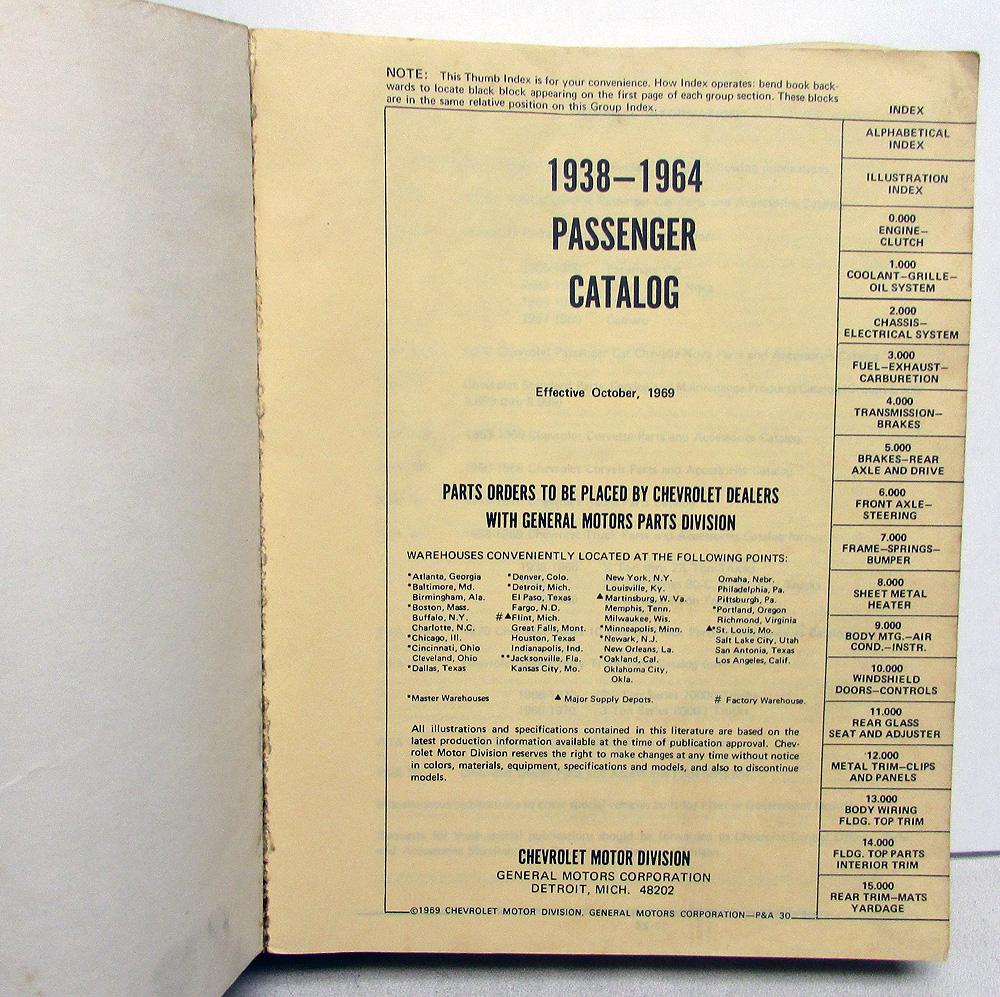 NOTE: This Thumb Index is for your convenience. How Index operates: bend book back-
wards to locate black block appearing on the first page of each group section. These blocks
are in the same relative position on this Group Index.
1938–1964
PASSENGER
CATALOG
Effective October, 1969
PARTS ORDERS TO BE PLACED BY CHEVROLET DEALERS
WITH GENERAL MOTORS PARTS DIVISION
WAREHOUSES CONVENIENTLY LOCATED AT THE FOLLOWING POINTS:
*Atlanta, Georgia
*Baltimore, Md.
Birmingham, Ala.
*Boston, Mass.
Buffalo, N.Y.
Charlotte, N.C.
*Chicago, Ill.
*Cincinnati, Ohio
Cleveland, Ohio
*Dallas, Texas
*Denver, Colo.
*Detroit, Mich.
El Paso, Texas
Fargo, N.D.
#▲Flint, Mich.
Great Falls, Mont.
Houston, Texas
Indianapolis, Ind.
**Jacksonville, Fla.
Kansas City, Mo.
New York, N.Y.
Louisville, Ky.
▲Martinsburg, W. Va.
Memphis, Tenn.
Milwaukee, Wis.
*Minneapolis, Minn.
*Newark, N.J.
New Orleans, La.
*Oakland, Cal.
Oklahoma City,
Okla.
Omaha, Nebr.
Philadelphia, Pa.
Pittsburgh, Pa.
*Portland, Oregon
Richmond, Virginia
▲*St. Louis, Mo.
Salt Lake City, Utah
San Antonia, Texas
Los Angeles, Calif.
*Master Warehouses ▲ Major Supply Depots. # Factory Warehouse.
All illustrations and specifications contained in this literature are based on the
latest production information available at the time of publication approval. Chev-
rolet Motor Division reserves the right to make changes at any time without notice
in colors, materials, equipment, specifications and models, and also to discontinue
models.
CHEVROLET MOTOR DIVISION
GENERAL MOTORS CORPORATION
DETROIT, MICH. 48202
©1969 CHEVROLET MOTOR DIVISION, GENERAL MOTORS CORPORATION—P&A 30
INDEX
ALPHABETICAL
INDEX
ILLUSTRATION
INDEX
0.000
ENGINE–
CLUTCH
1.000
COOLANT–GRILLE–
OIL SYSTEM
2.000
CHASSIS–
ELECTRICAL SYSTEM
3.000
FUEL–EXHAUST–
CARBURETION
4.000
TRANSMISSION–
BRAKES
5.000
BRAKES–REAR
AXLE AND DRIVE
6.000
FRONT AXLE–
STEERING
7.000
FRAME–SPRINGS–
BUMPER
8.000
SHEET METAL
HEATER
9.000
BODY MTG.–AIR
COND.–INSTR.
10.000
WINDSHIELD
DOORS–CONTROLS
11.000
REAR GLASS
SEAT AND ADJUSTER
12.000
METAL TRIM–CLIPS
AND PANELS
13.000
BODY WIRING
FLDG. TOP TRIM
14.000
FLDG. TOP PARTS
INTERIOR TRIM
15.000
REAR TRIM–MATS
YARDAGE